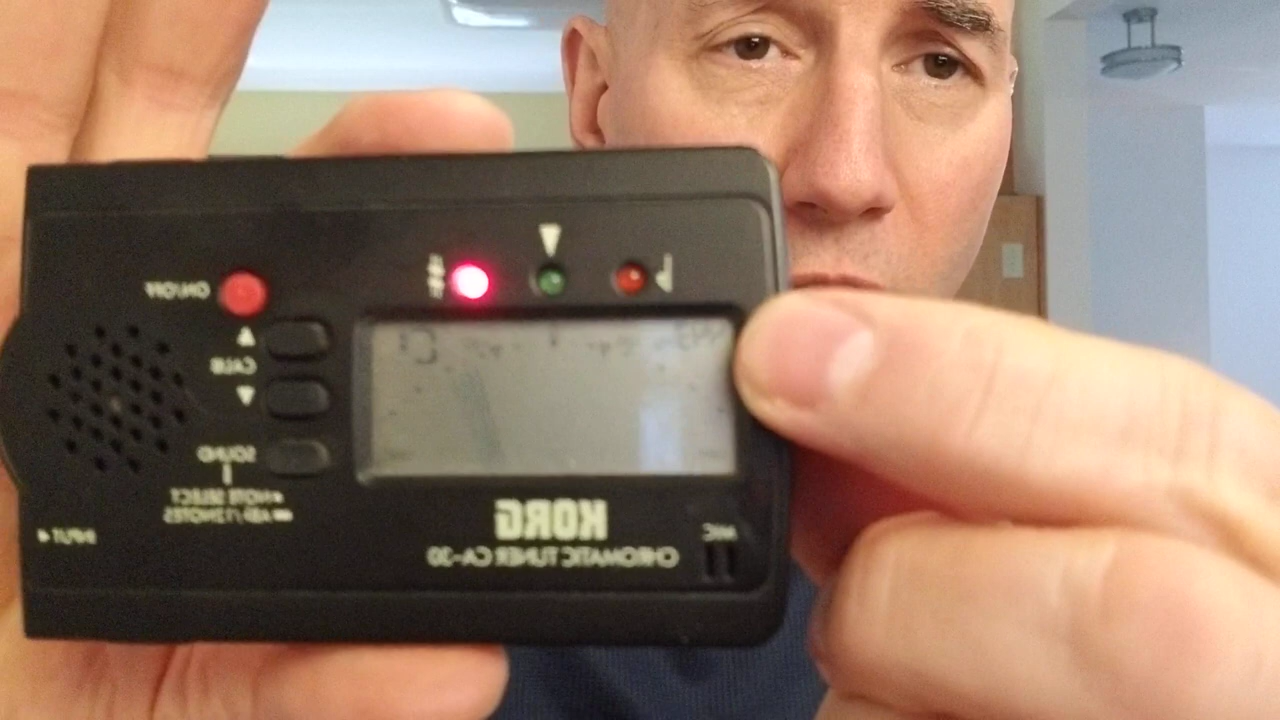 ON/OFF
CALIB
SOUND
NOTE SELECT
KORG
MIC
CHROMATIC TUNER CA-30
INPUT